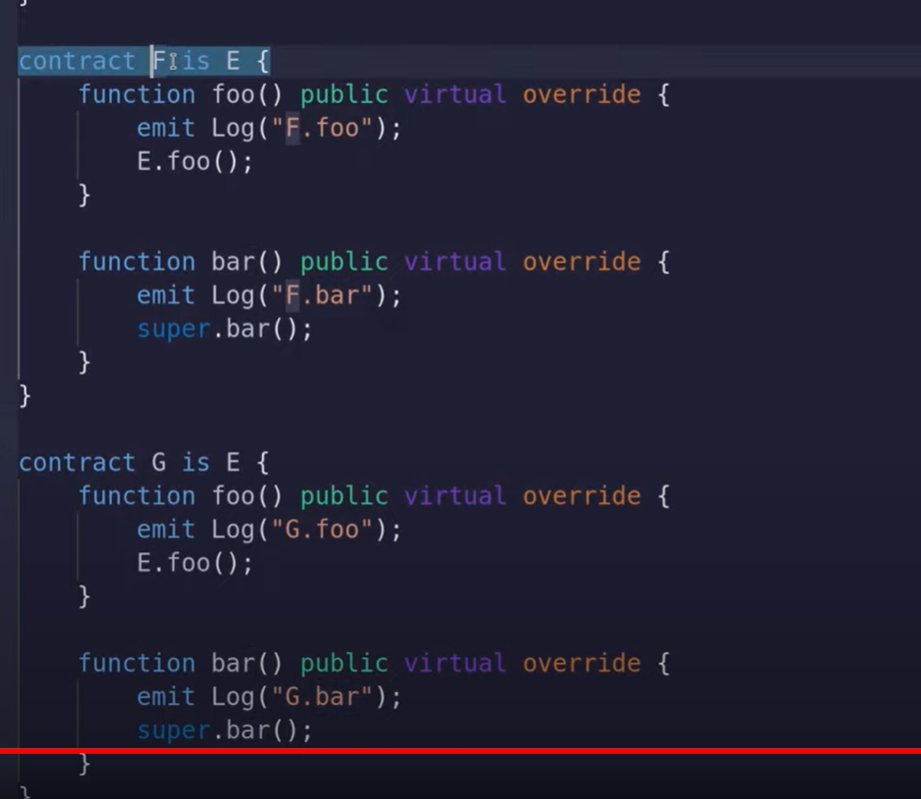 }
contract F is E {
    function foo() public virtual override {
        emit Log("F.foo");
        E.foo();
    }
    function bar() public virtual override {
        emit Log("F.bar");
        super.bar();
    }
}
contract G is E {
    function foo() public virtual override {
        emit Log("G.foo");
        E.foo();
    }
    function bar() public virtual override {
        emit Log("G.bar");
        super.bar();
    }
}